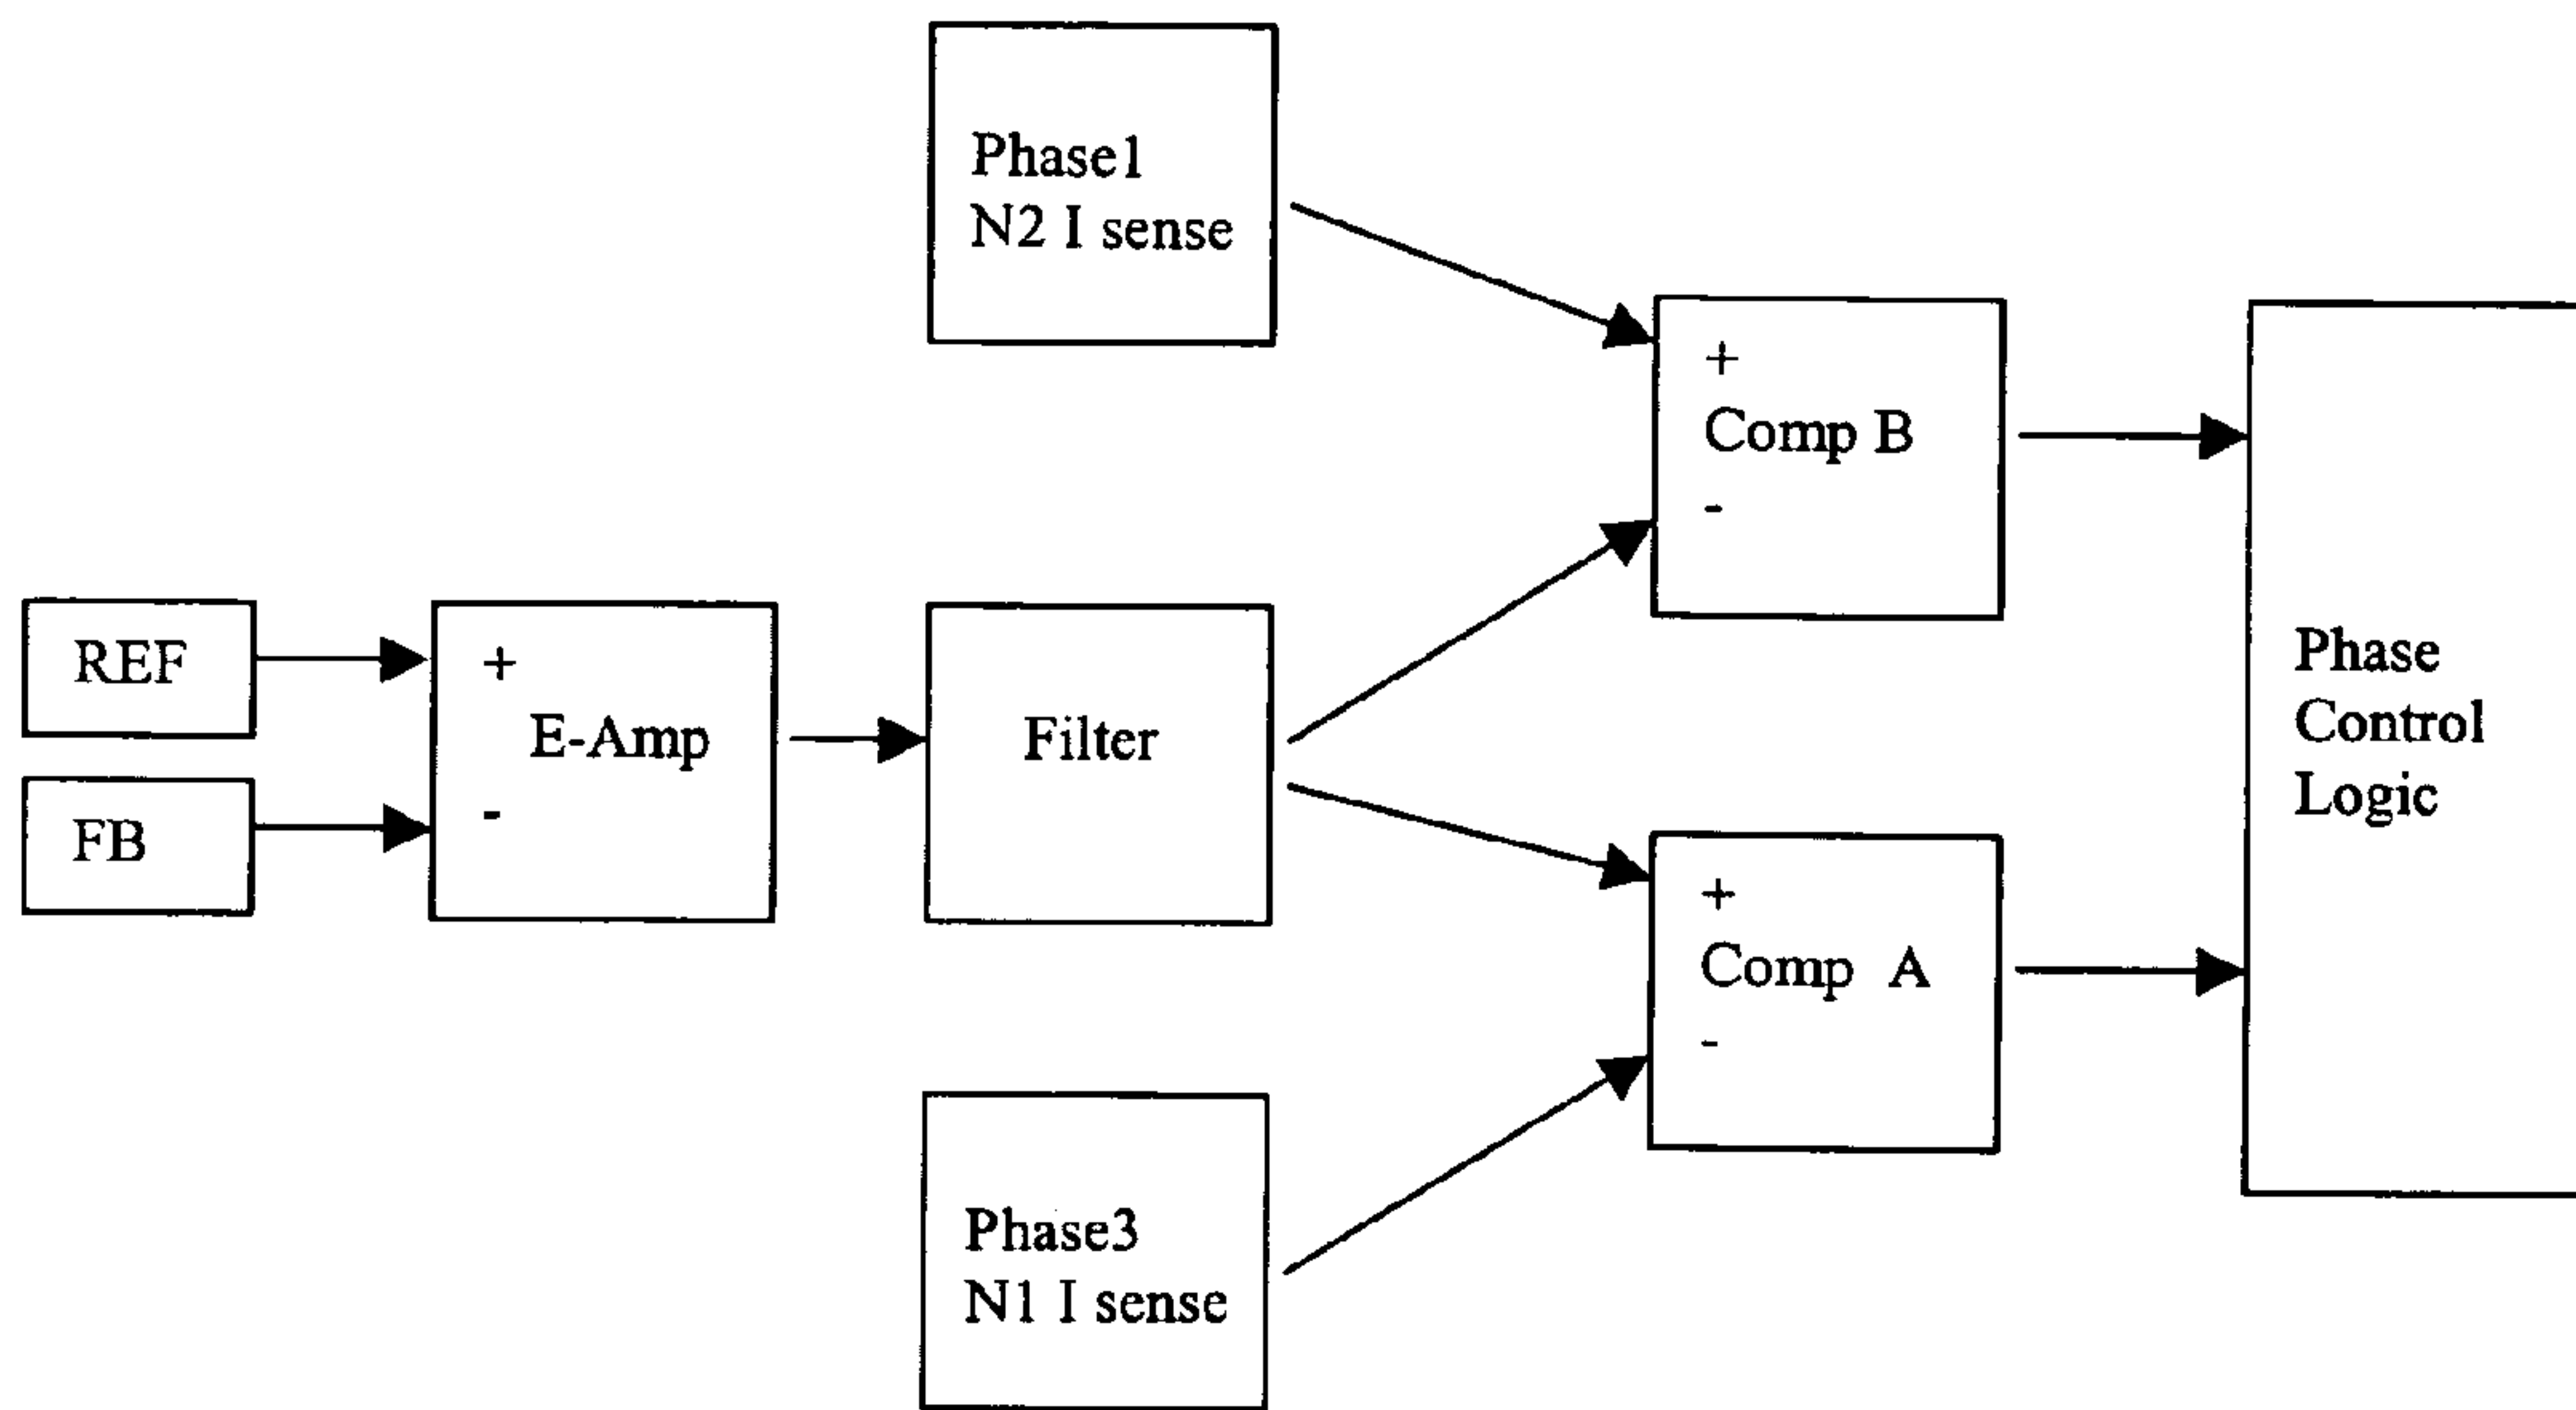 Phase1
N2 I sense
+
Comp B
-
REF
FB
+
E-Amp
-
Filter
+
Comp A
-
Phase3
N1 I sense
Phase
Control
Logic